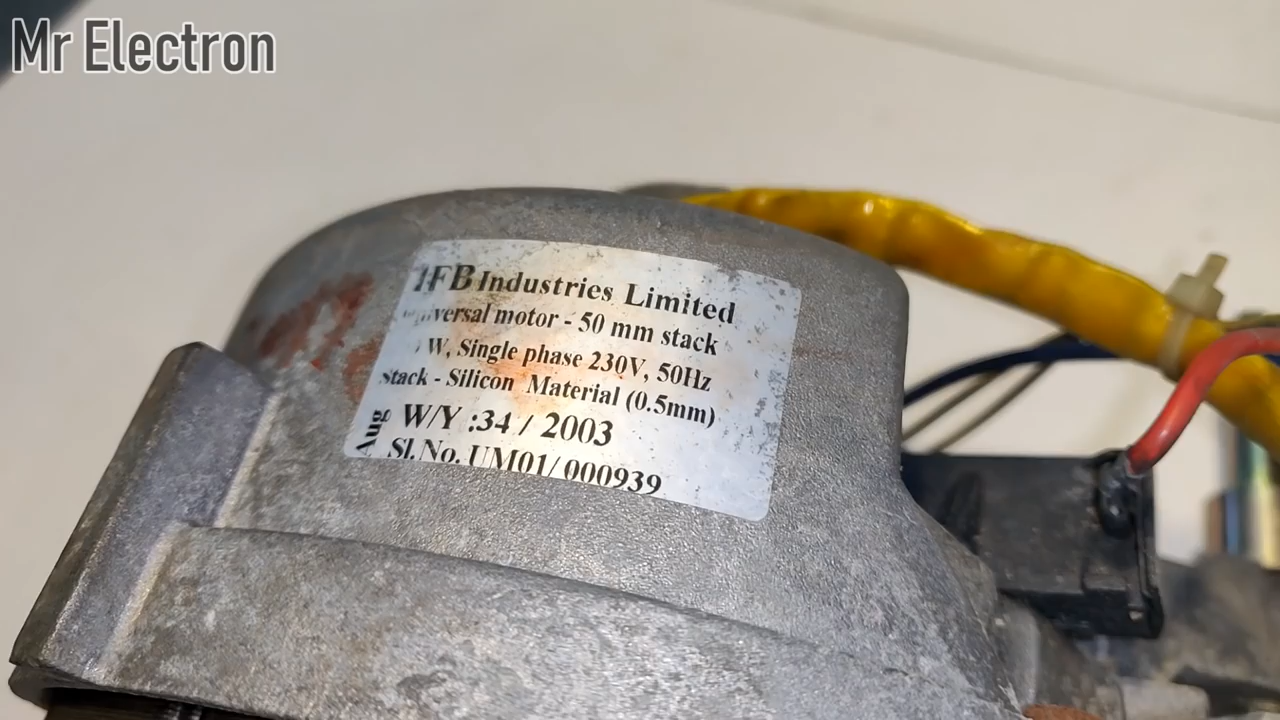 Mr Electron
IFB Industries Limited
motor - 50 mm stack
W, Single phase 230V, 50Hz
Stack - Silicon Material (0.5mm)
Aug
W/Y :34 / 2003
Sl. No. UM01/ 000939